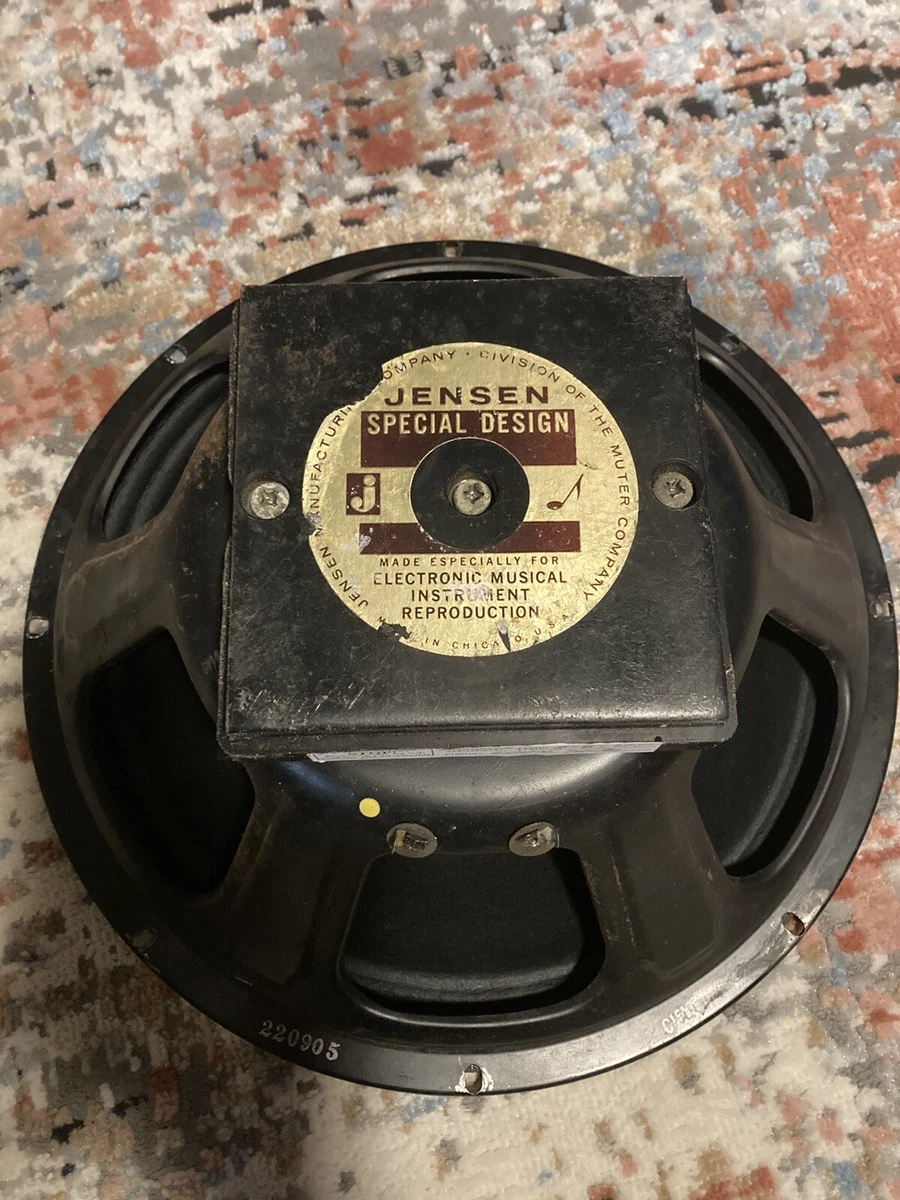 JENSEN MANUFACTURING COMPANY · DIVISION OF THE MUTER COMPANY
JENSEN
SPECIAL DESIGN
j
MADE ESPECIALLY FOR
ELECTRONIC MUSICAL
INSTRUMENT
REPRODUCTION
IN CHICAGO U.S.A.
220905